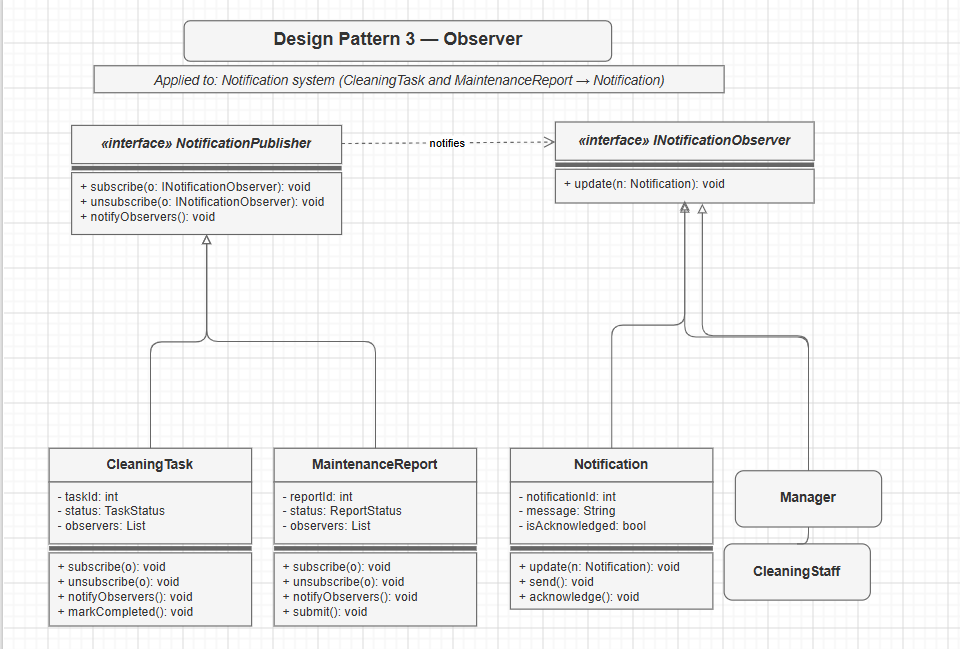 Design Pattern 3 — Observer
Applied to: Notification system (CleaningTask and MaintenanceReport → Notification)
«interface» NotificationPublisher
+ subscribe(o: INotificationObserver): void
+ unsubscribe(o: INotificationObserver): void
+ notifyObservers(): void
notifies
«interface» INotificationObserver
+ update(n: Notification): void
CleaningTask
- taskId: int
- status: TaskStatus
- observers: List
+ subscribe(o): void
+ unsubscribe(o): void
+ notifyObservers(): void
+ markCompleted(): void
MaintenanceReport
- reportId: int
- status: ReportStatus
- observers: List
+ subscribe(o): void
+ unsubscribe(o): void
+ notifyObservers(): void
+ submit(): void
Notification
- notificationId: int
- message: String
- isAcknowledged: bool
+ update(n: Notification): void
+ send(): void
+ acknowledge(): void
Manager
CleaningStaff